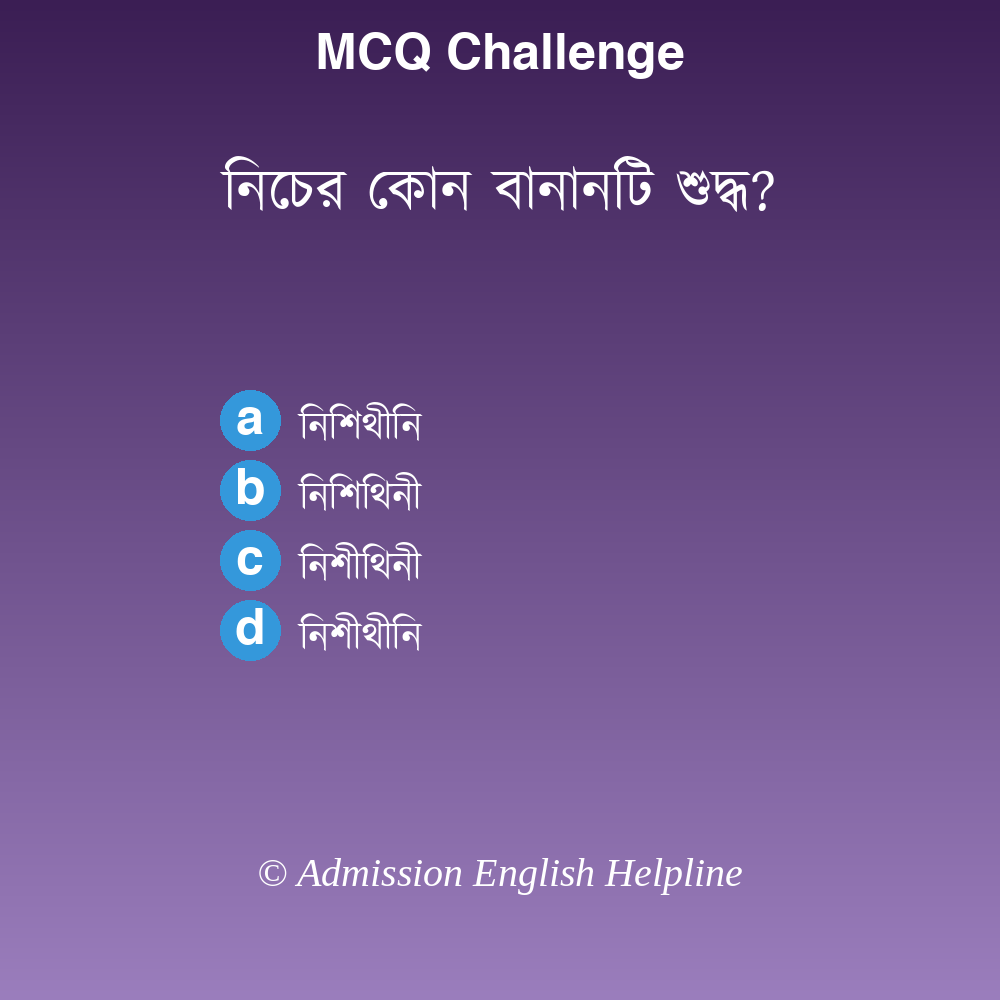 MCQ Challenge
নিচের কোন বানানটি শুদ্ধ?
a নিশিথীনি
b নিশিথিনী
c নিশীথিনী
d নিশীথীনি
© Admission English Helpline